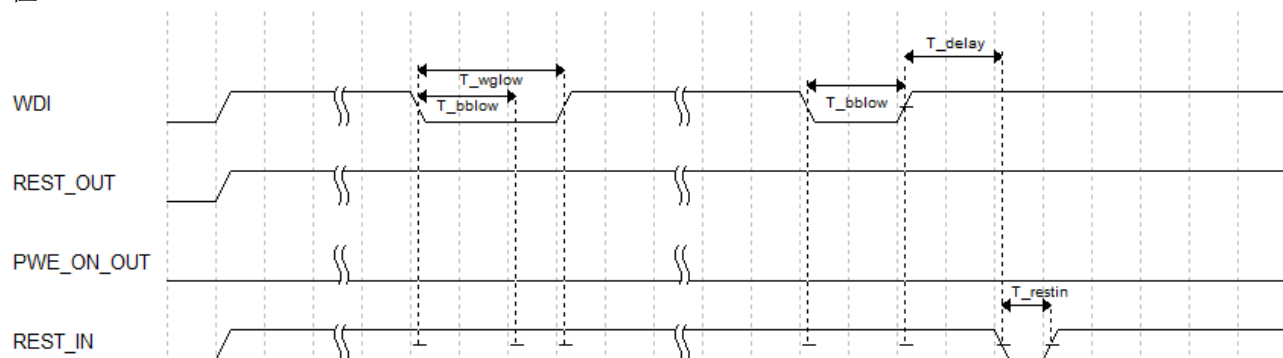 T_delay
T_wglow
WDI
T_bblow
T_bblow
REST_OUT
PWE_ON_OUT
T_restin
REST_IN